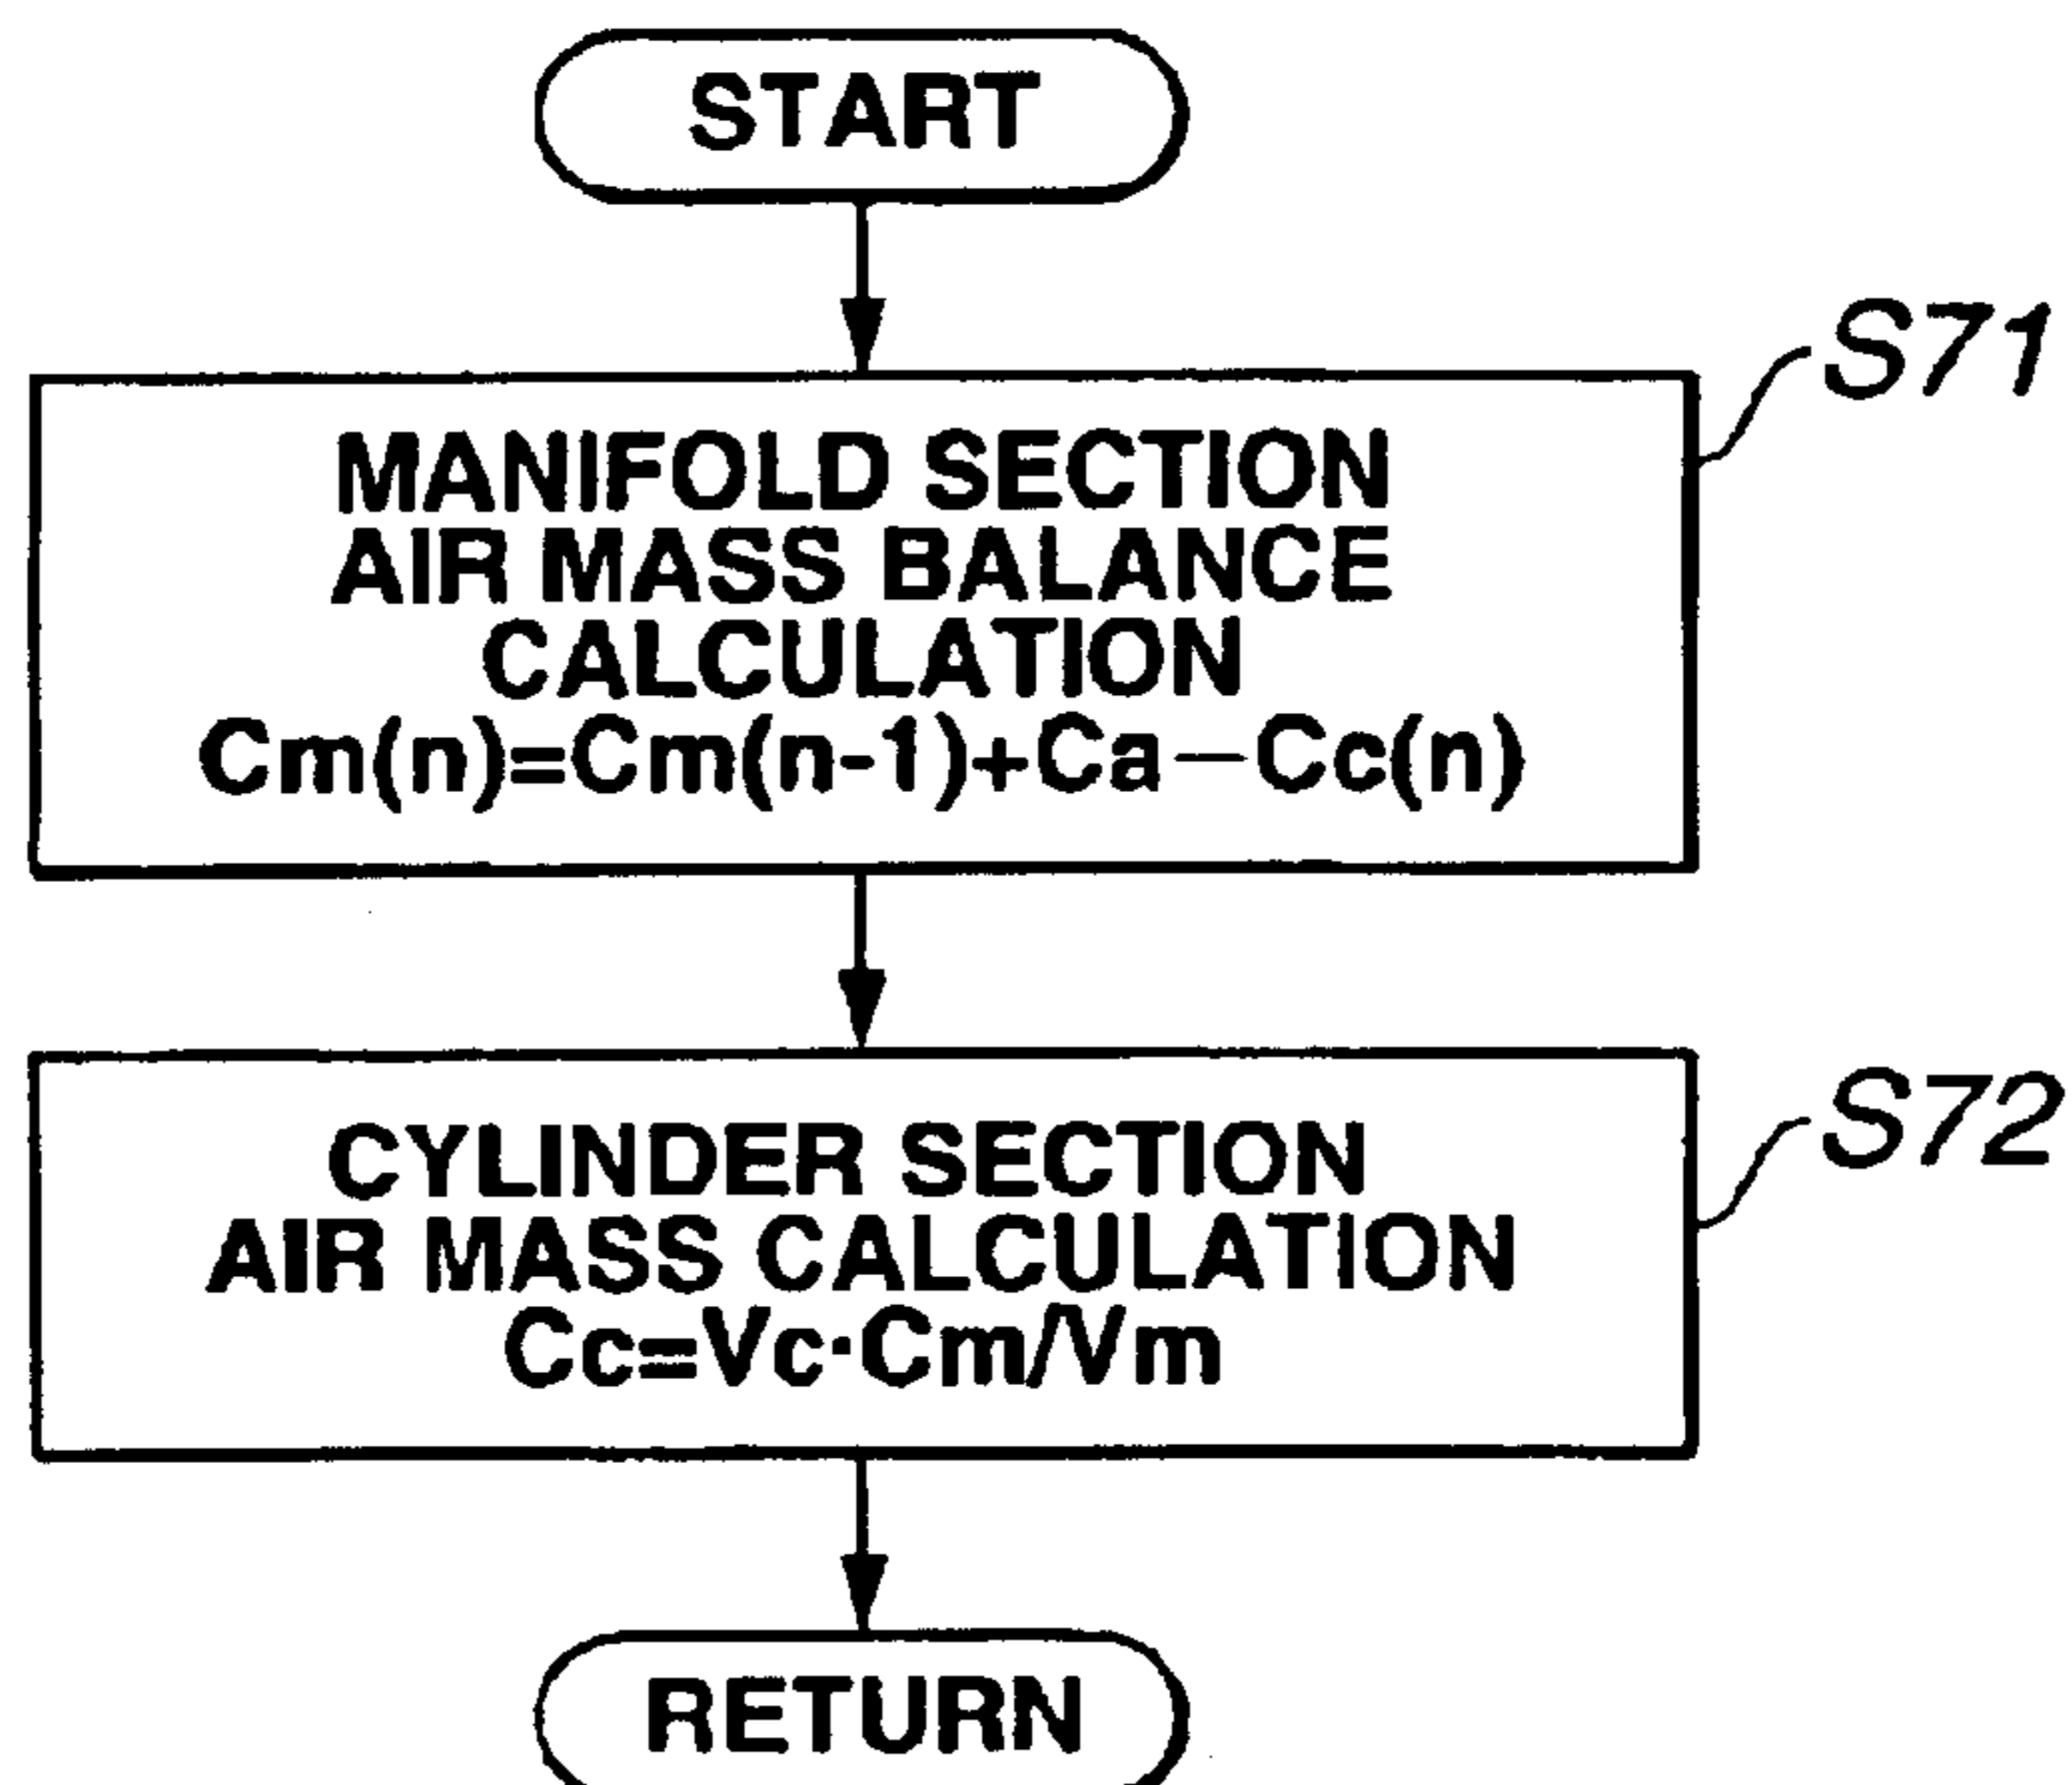 START
S71
MANIFOLD SECTION
AIR MASS BALANCE
CALCULATION
Cm(n)=Cm(n-1)+Ca−Cc(n)
S72
CYLINDER SECTION
AIR MASS CALCULATION
Cc=Vc·Cm/Vm
RETURN